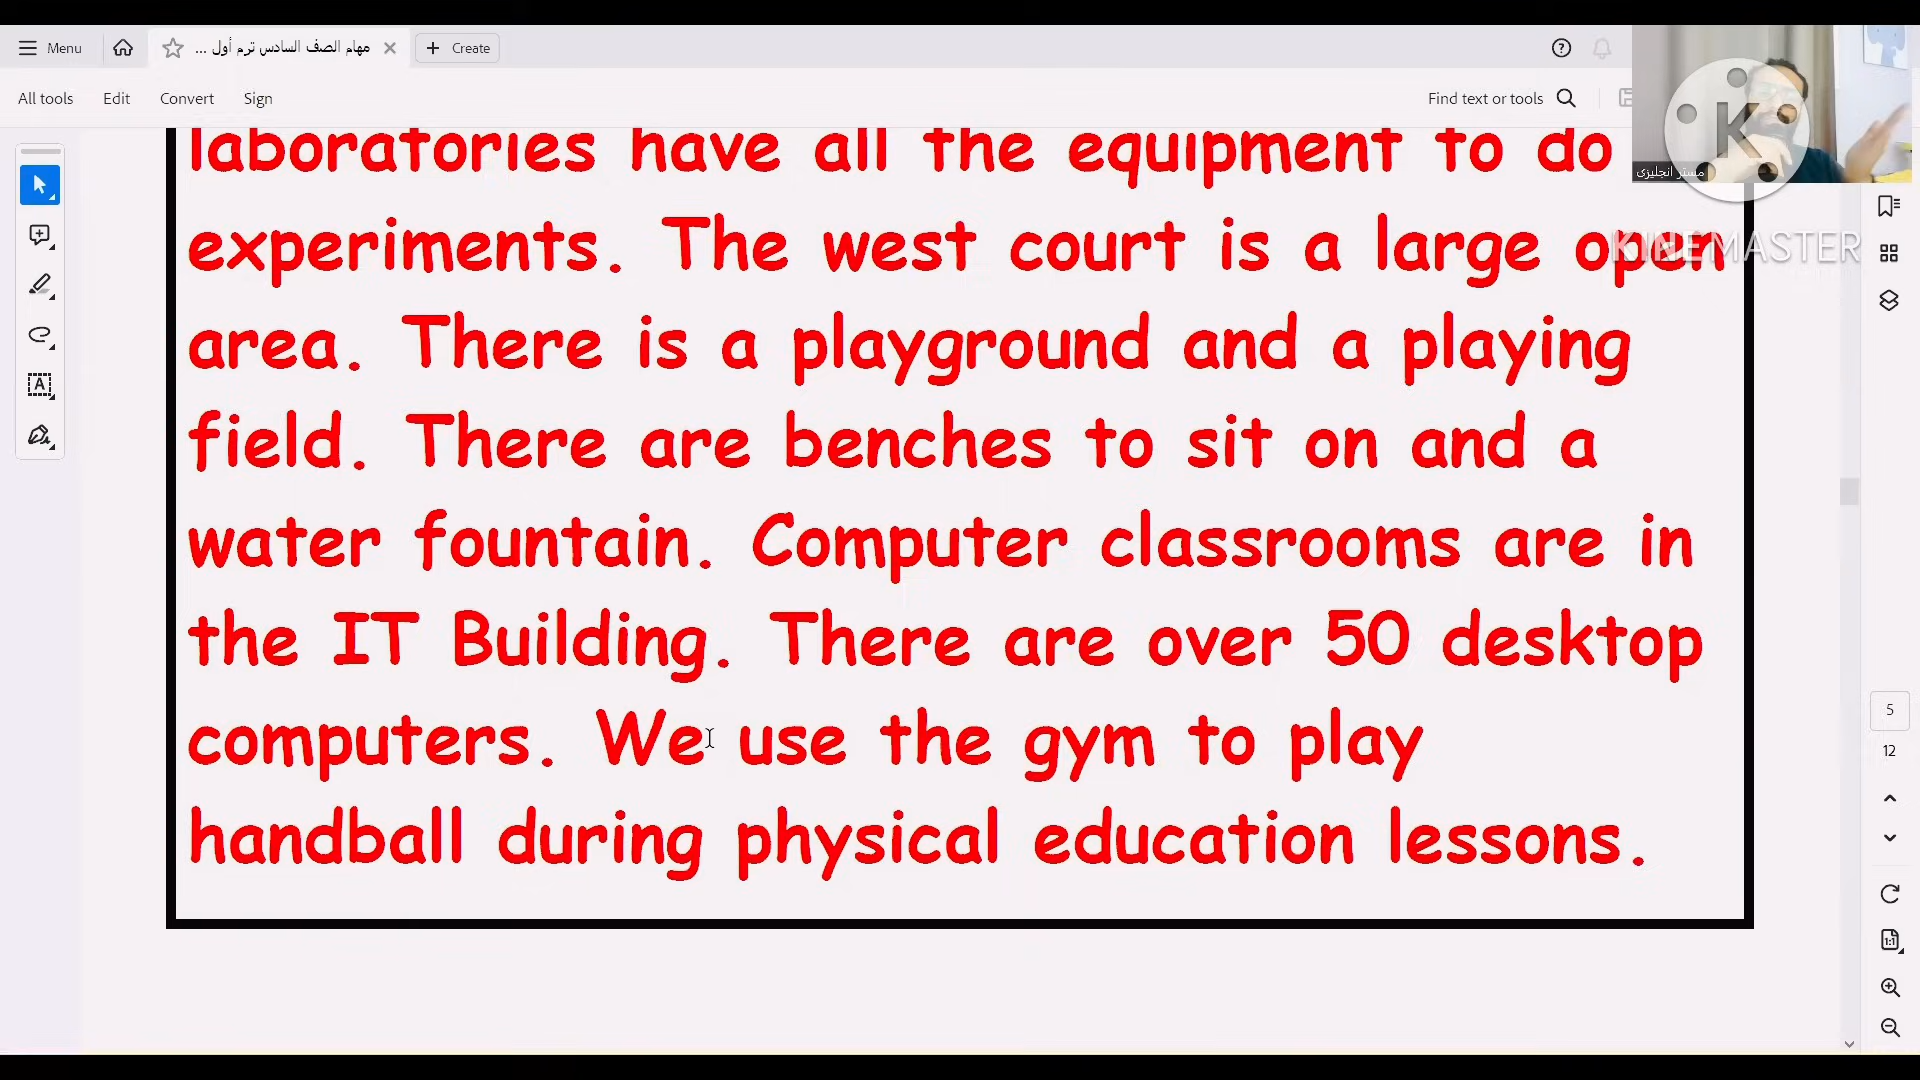 Menu
مهام الصف السادس ترم أول ...
Create
All tools
Edit
Convert
Sign
Find text or tools
مستر انجليزى
K
KINEMASTER
laboratories have all the equipment to do
experiments. The west court is a large open
area. There is a playground and a playing
field. There are benches to sit on and a
water fountain. Computer classrooms are in
the IT Building. There are over 50 desktop
computers. We use the gym to play
handball during physical education lessons.
5
12